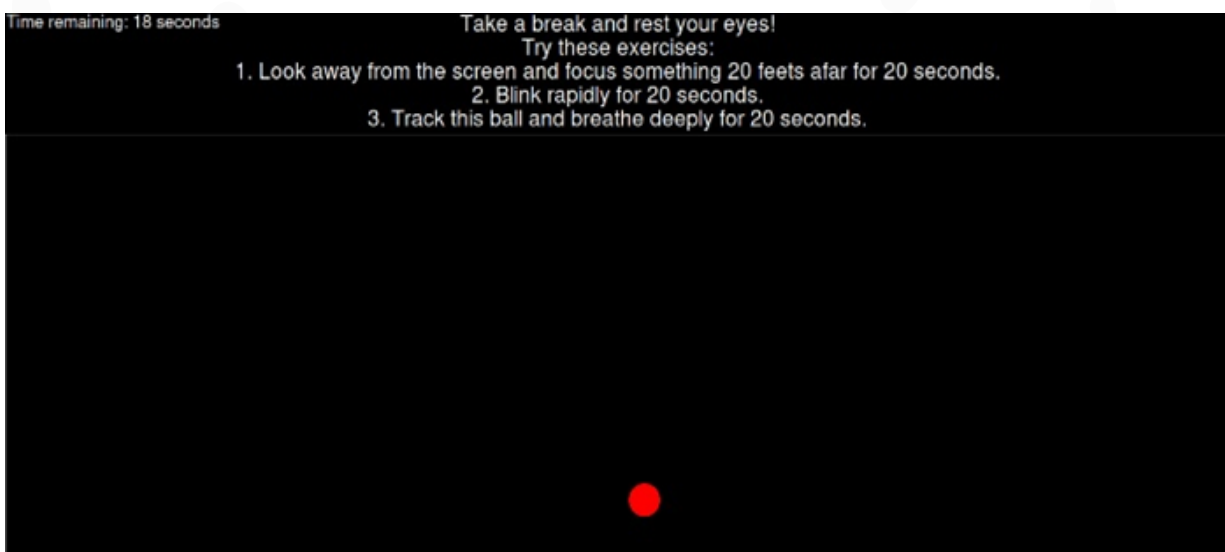 Time remaining: 18 seconds
Take a break and rest your eyes!
Try these exercises:
1. Look away from the screen and focus something 20 feets afar for 20 seconds.
2. Blink rapidly for 20 seconds.
3. Track this ball and breathe deeply for 20 seconds.